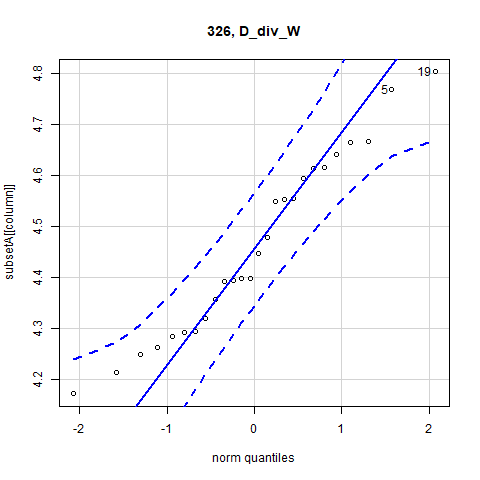 326, D_div_W
4.8
4.7
4.6
4.5
4.4
4.3
4.2
subsetA[[column]]
19
5
-2 -1 0 1 2
norm quantiles